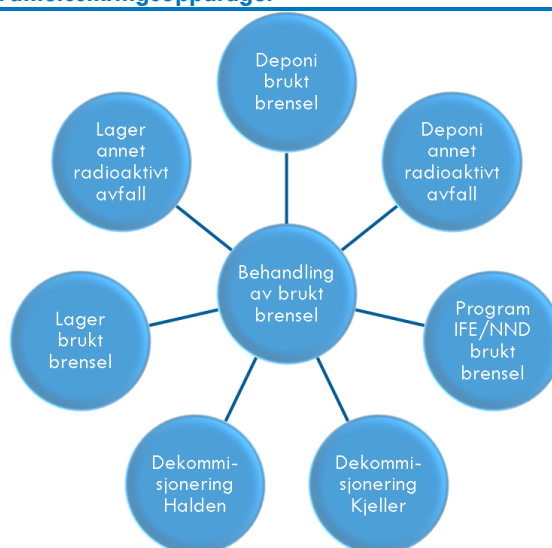 Deponi
brukt
brensel
Lager
annet
radioaktivt
avfall
Deponi
annet
radioaktivt
avfall
Behandling
av brukt
brensel
Lager
brukt
brensel
Program
IFE/NND
brukt
brensel
Dekommi-
sjonering
Halden
Dekommi-
sjonering
Kjeller